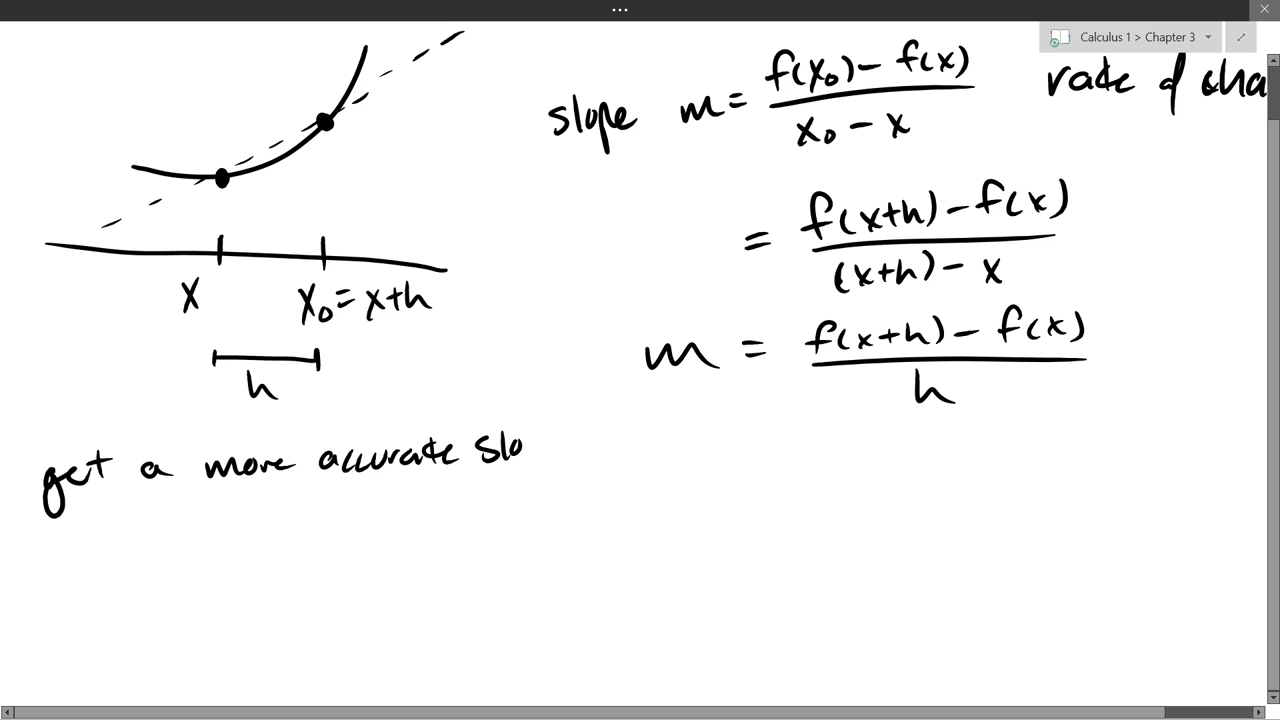 Calculus 1 > Chapter 3
slope m = f(x₀) - f(x) / x₀ - x
rate of cha
= f(x+h) - f(x) / (x+h) - x
m = f(x+h) - f(x) / h
x
x₀ = x+h
h
get a more accurate slo